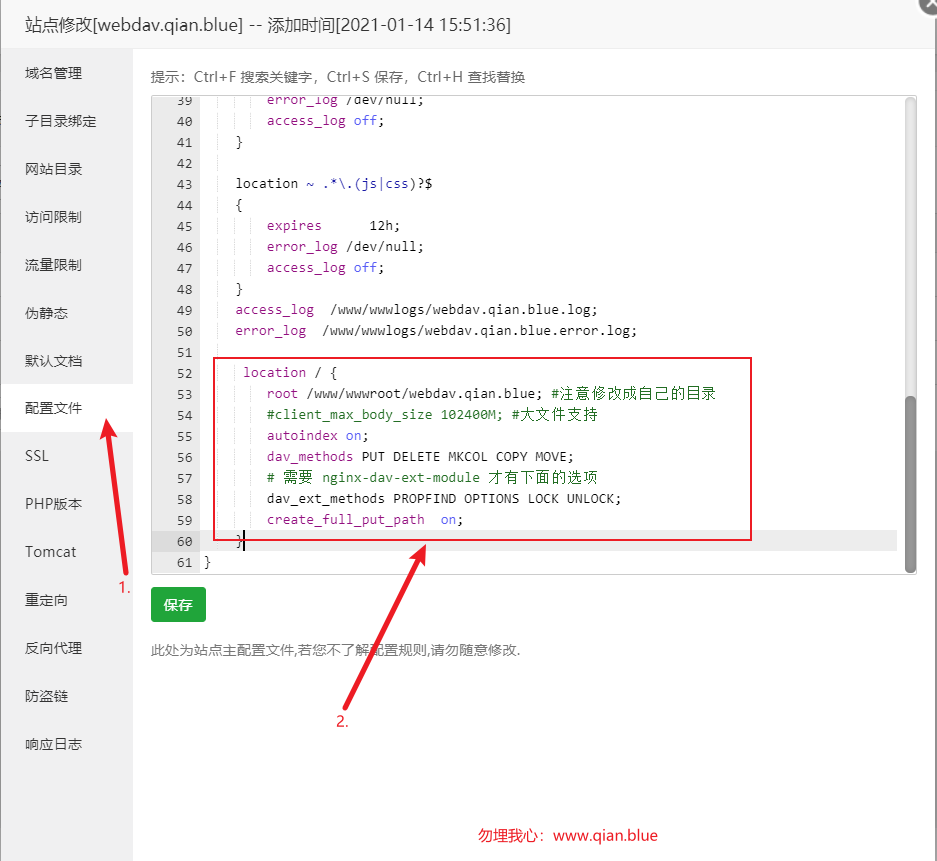 站点修改[webdav.qian.blue] -- 添加时间[2021-01-14 15:51:36]
域名管理
子目录绑定
网站目录
访问限制
流量限制
伪静态
默认文档
配置文件
SSL
PHP版本
Tomcat
重定向
反向代理
防盗链
响应日志
提示：Ctrl+F 搜索关键字，Ctrl+S 保存，Ctrl+H 查找替换
39 error_log /dev/null;
40 access_log off;
41 }
42
43 location ~ .*\.(js|css)?$
44 {
45 expires      12h;
46 error_log /dev/null;
47 access_log off;
48 }
49 access_log  /www/wwwlogs/webdav.qian.blue.log;
50 error_log  /www/wwwlogs/webdav.qian.blue.error.log;
51
52 location / {
53 root /www/wwwroot/webdav.qian.blue; #注意修改成自己的目录
54 #client_max_body_size 102400M; #大文件支持
55 autoindex on;
56 dav_methods PUT DELETE MKCOL COPY MOVE;
57 # 需要 nginx-dav-ext-module 才有下面的选项
58 dav_ext_methods PROPFIND OPTIONS LOCK UNLOCK;
59 create_full_put_path  on;
60 }
61 }
1.
保存
此处为站点主配置文件,若您不了解配置规则,请勿随意修改.
2.
勿埋我心：www.qian.blue